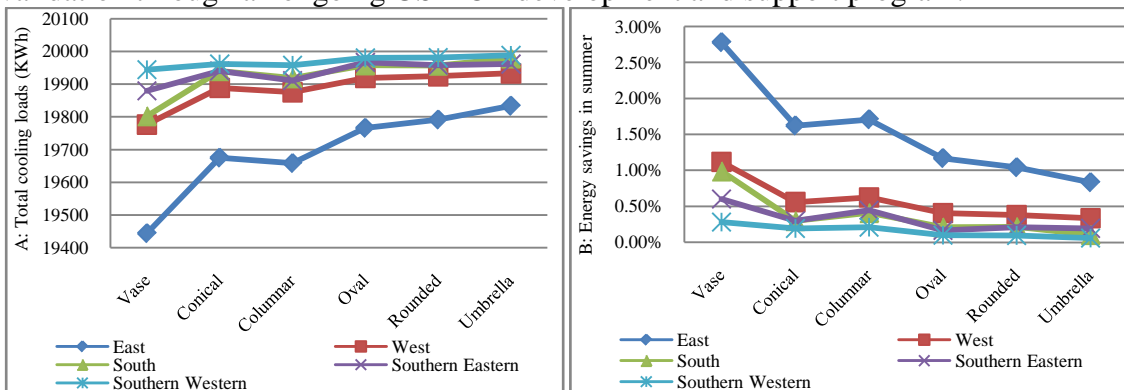 20100
20000
19900
19800
19700
19600
19500
19400
A: Total cooling loads (KWh)
Vase
Conical
Columnar
Oval
Rounded
Umbrella
East
West
South
Southern Eastern
Southern Western
3.00%
2.50%
2.00%
1.50%
1.00%
0.50%
0.00%
B: Energy savings in summer
Vase
Conical
Columnar
Oval
Rounded
Umbrella
East
West
South
Southern Eastern
Southern Western